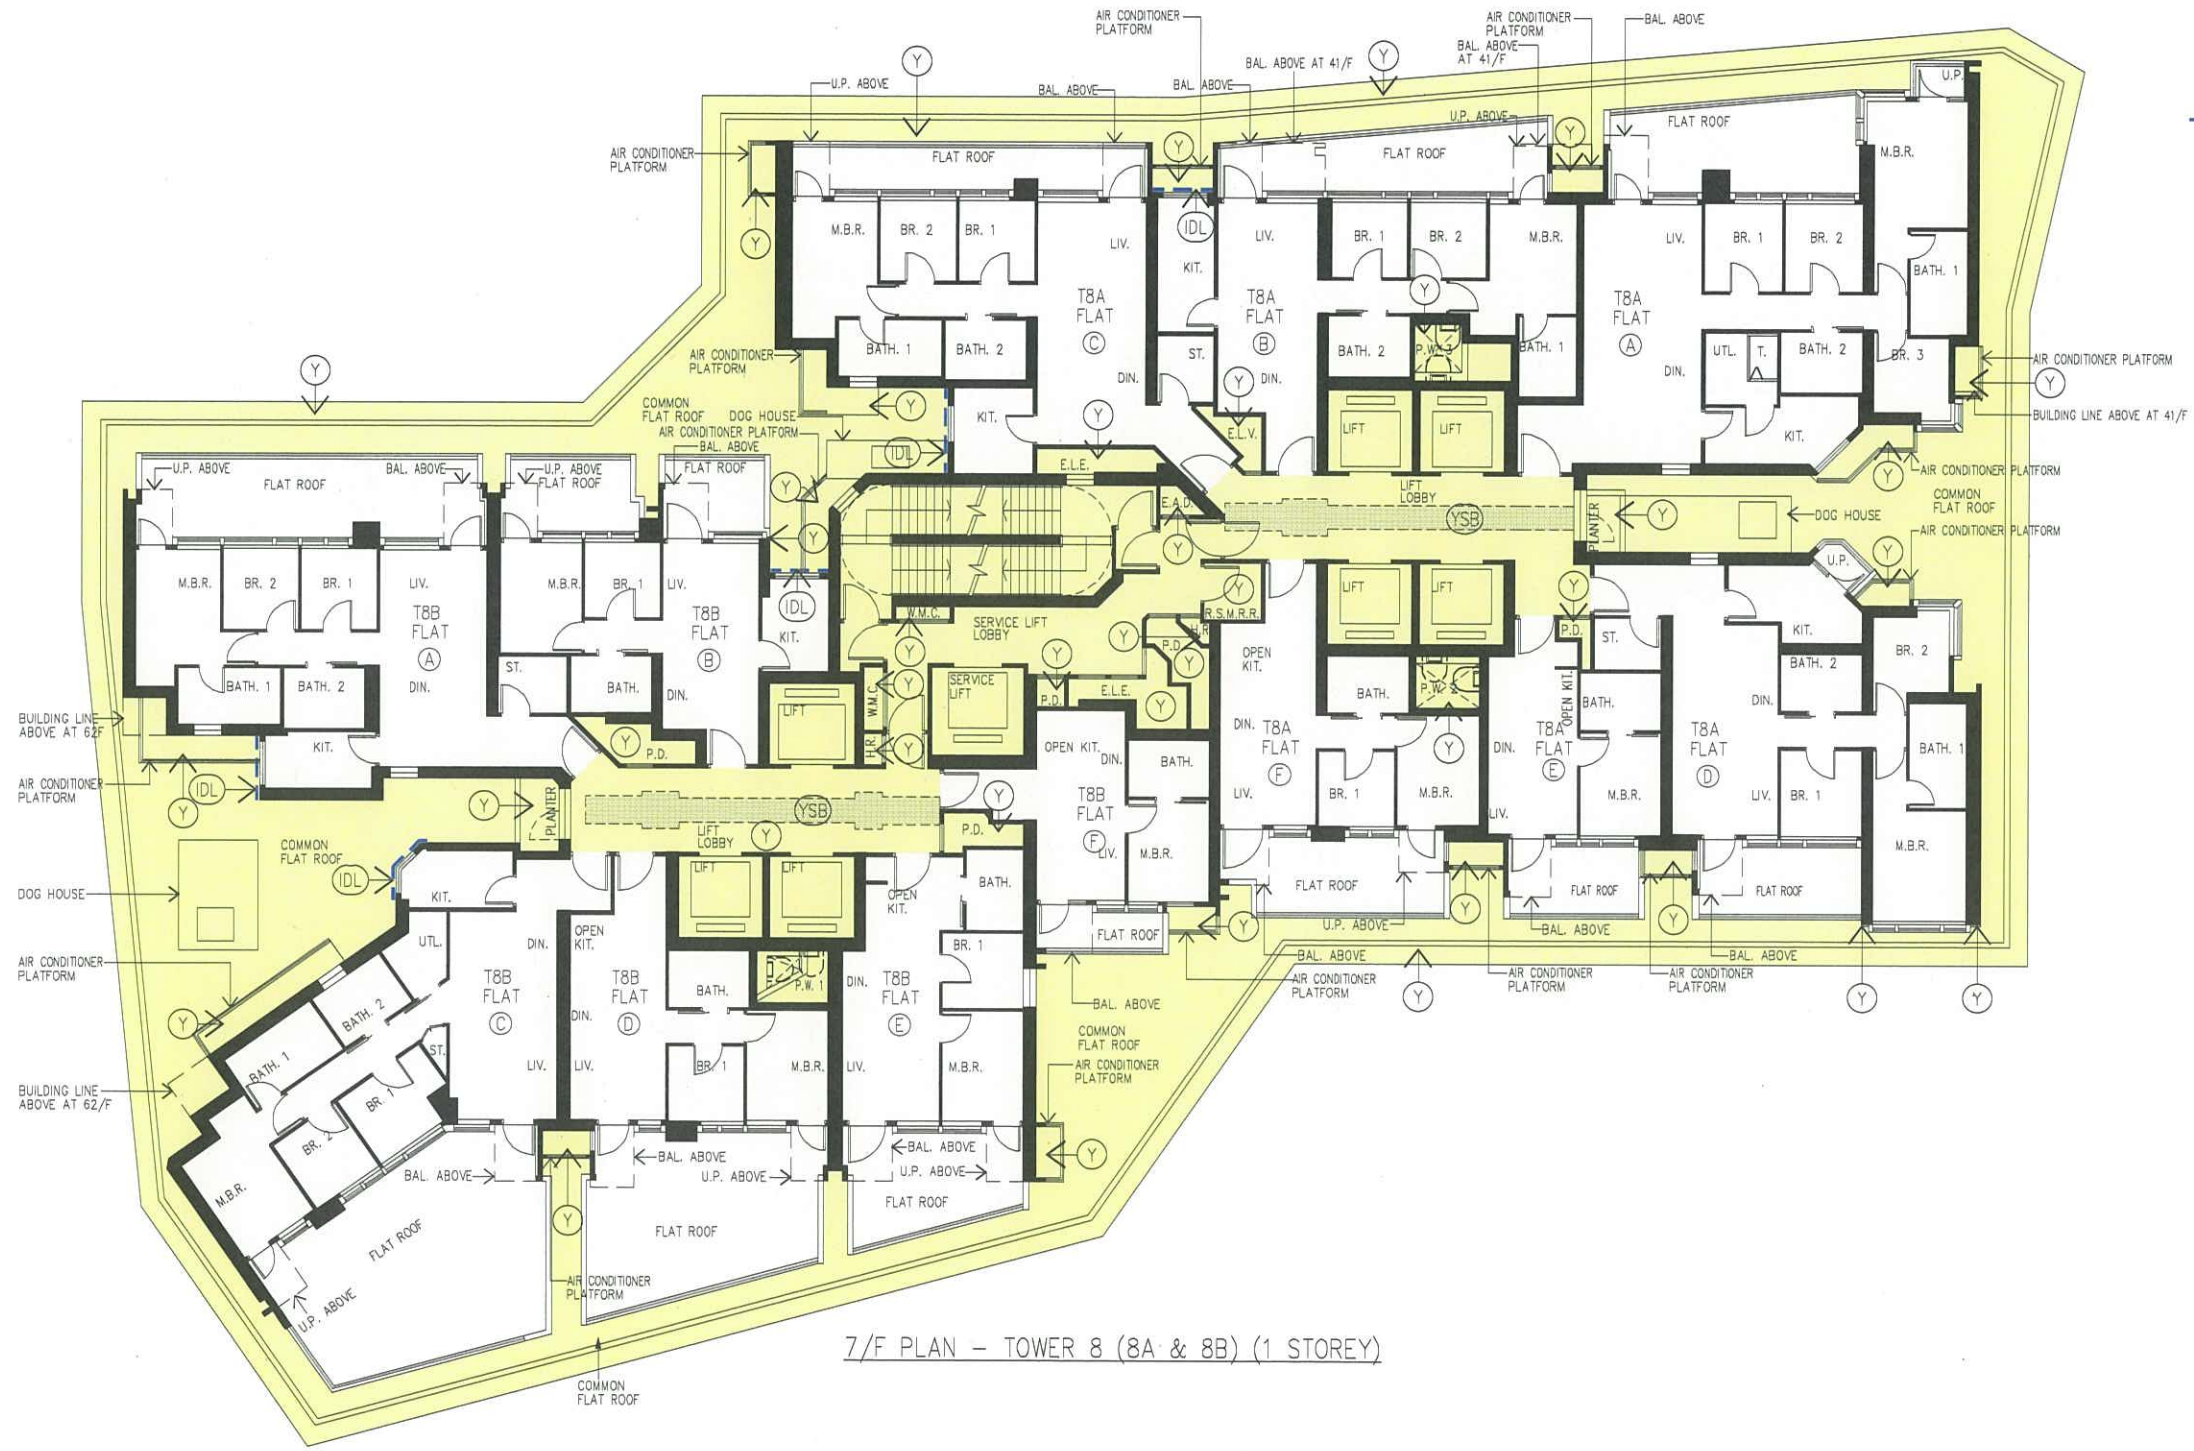 AIR CONDITIONER
PLATFORM
AIR CONDITIONER
PLATFORM
BAL. ABOVE
BAL. ABOVE
AT 41/F
Y
Y
BAL. ABOVE AT 41/F
U.P. ABOVE
BAL. ABOVE
BAL. ABOVE
U.P.
U.P. ABOVE
FLAT ROOF
Y
Y
AIR CONDITIONER
PLATFORM
FLAT ROOF
FLAT ROOF
M.B.R.
Y
IDL
M.B.R.
BR. 2
BR. 1
LIV.
KIT.
LIV.
BR. 1
BR. 2
M.B.R.
LIV.
BR. 1
BR. 2
BATH. 1
T8A
FLAT
C
T8A
FLAT
B
Y
T8A
FLAT
A
BATH. 1
BATH. 2
ST.
BATH. 2
P.W. 3
BATH. 1
UTL.
T.
BATH. 2
BR. 3
AIR CONDITIONER
PLATFORM
AIR CONDITIONER PLATFORM
Y
BUILDING LINE ABOVE AT 41/F
DIN.
DIN.
DIN.
Y
Y
Y
Y
COMMON
FLAT ROOF
DOG HOUSE
AIR CONDITIONER PLATFORM
BAL. ABOVE
KIT.
E.L.V.
LIFT
LIFT
KIT.
IDL
E.L.E.
U.P. ABOVE
BAL. ABOVE
U.P. ABOVE
FLAT ROOF
FLAT ROOF
FLAT ROOF
Y
Y
AIR CONDITIONER PLATFORM
COMMON
FLAT ROOF
LIFT
LOBBY
E.A.D.
YSB
PLANTER
Y
DOG HOUSE
AIR CONDITIONER PLATFORM
Y
Y
Y
U.P.
M.B.R.
BR. 2
BR. 1
LIV.
M.B.R.
BR. 1
LIV.
IDL
LIFT
LIFT
Y
Y
T8B
FLAT
A
T8B
FLAT
B
KIT.
W.M.C.
SERVICE LIFT
LOBBY
R.S.M.R.R.
H.R.
P.D.
Y
Y
P.D.
ST.
KIT.
BR. 2
Y
Y
OPEN
KIT.
BATH. 1
BATH. 2
DIN.
ST.
BATH.
DIN.
W.M.C.
Y
SERVICE
LIFT
P.D.
E.L.E.
Y
BATH.
P.W. 2
OPEN KIT.
BATH.
BATH. 2
DIN.
BUILDING LINE
ABOVE AT 62F
LIFT
KIT.
Y
P.D.
H.R.
Y
OPEN KIT.
DIN.
BATH.
DIN.
T8A
FLAT
F
Y
DIN.
T8A
FLAT
E
T8A
FLAT
D
BATH. 1
AIR CONDITIONER
PLATFORM
IDL
Y
Y
PLANTER
YSB
LIFT
LOBBY
Y
Y
T8B
FLAT
F
LIV.
BR. 1
M.B.R.
LIV.
M.B.R.
LIV.
BR. 1
P.D.
LIV.
M.B.R.
M.B.R.
COMMON
FLAT ROOF
IDL
DOG HOUSE
KIT.
LIFT
LIFT
OPEN
KIT.
BATH.
FLAT ROOF
FLAT ROOF
FLAT ROOF
Y
Y
U.P. ABOVE
BAL. ABOVE
FLAT ROOF
Y
UTL.
DIN.
OPEN
KIT.
BR. 1
AIR CONDITIONER
PLATFORM
BAL. ABOVE
BAL. ABOVE
AIR CONDITIONER
PLATFORM
AIR CONDITIONER
PLATFORM
AIR CONDITIONER
PLATFORM
Y
Y
Y
T8B
FLAT
C
T8B
FLAT
D
BATH.
P.W. 1
DIN.
T8B
FLAT
E
BAL. ABOVE
DIN.
Y
BATH. 2
COMMON
FLAT ROOF
ST.
BATH. 1
LIV.
LIV.
BR. 1
M.B.R.
LIV.
M.B.R.
AIR CONDITIONER
PLATFORM
BUILDING LINE
ABOVE AT 62/F
BR. 1
BR. 2
M.B.R.
BAL. ABOVE
BAL. ABOVE
U.P. ABOVE
BAL. ABOVE
U.P. ABOVE
Y
FLAT ROOF
Y
FLAT ROOF
FLAT ROOF
U.P. ABOVE
AIR CONDITIONER
PLATFORM
7/F PLAN - TOWER 8 (8A & 8B) (1 STOREY)
COMMON
FLAT ROOF